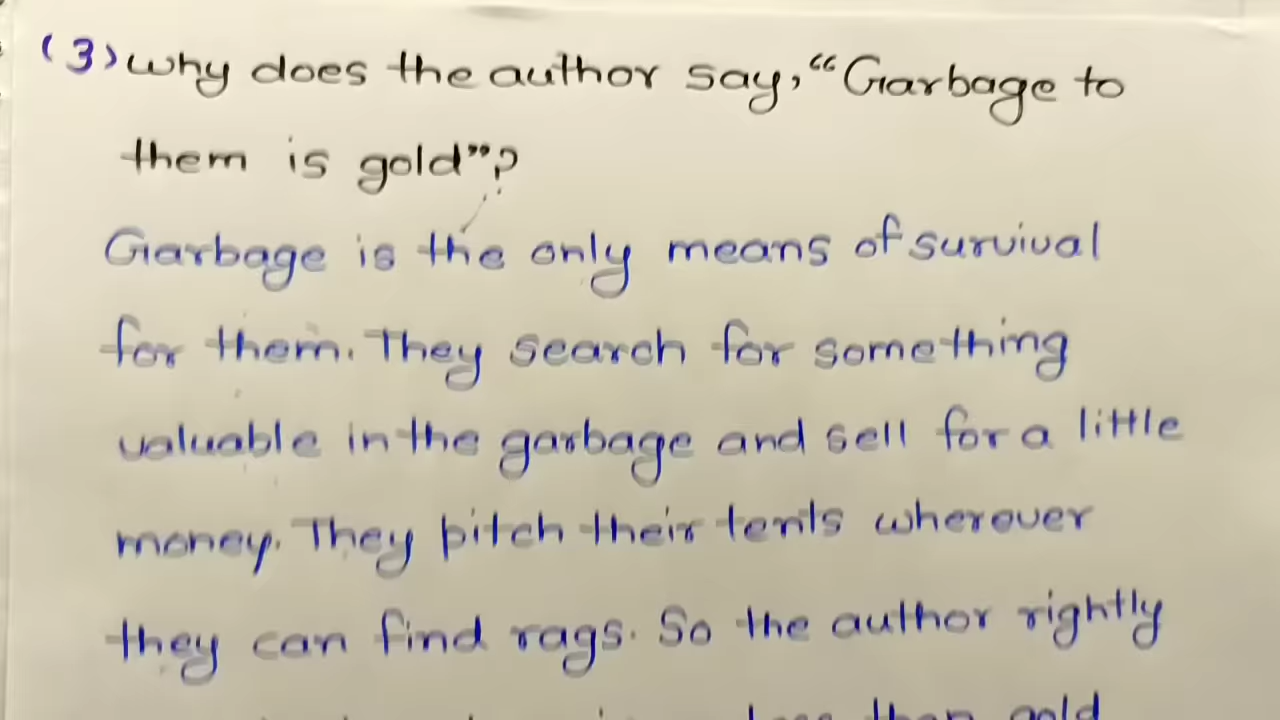 (3) Why does the author say, "Garbage to
them is gold"?
Garbage is the only means of survival
for them. They search for something
valuable in the garbage and sell for a little
money. They pitch their tents wherever
they can find rags. So the author rightly
than gold